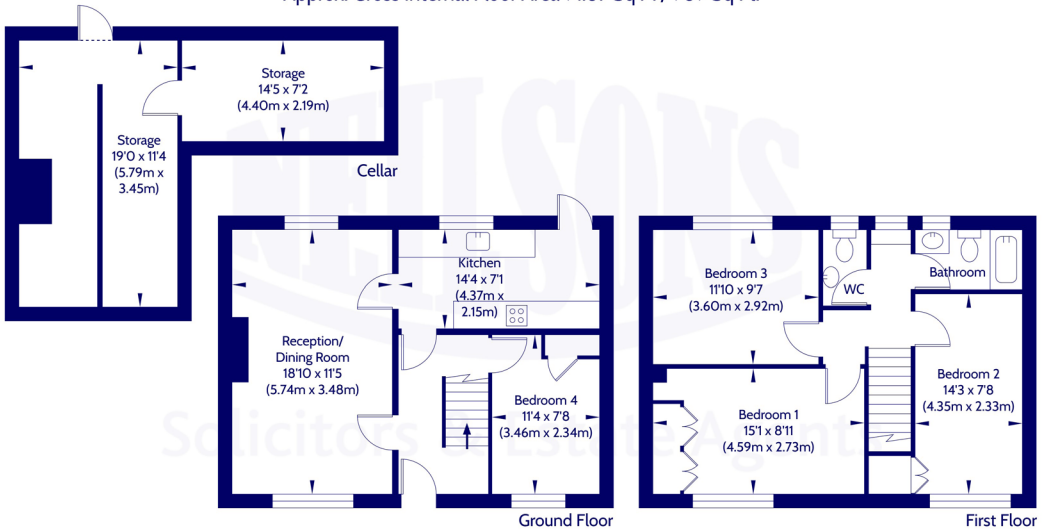 Storage
14'5 x 7'2
(4.40m x 2.19m)
Storage
19'0 x 11'4
(5.79m x
3.45m)
Cellar
NEILSONS
Solicitors & Estate Agents
Kitchen
14'4 x 7'1
(4.37m x
2.15m)
Reception/
Dining Room
18'10 x 11'5
(5.74m x 3.48m)
Bedroom 4
11'4 x 7'8
(3.46m x 2.34m)
Ground Floor
Bedroom 3
11'10 x 9'7
(3.60m x 2.92m)
WC
Bathroom
Bedroom 2
14'3 x 7'8
(4.35m x 2.33m)
Bedroom 1
15'1 x 8'11
(4.59m x 2.73m)
First Floor